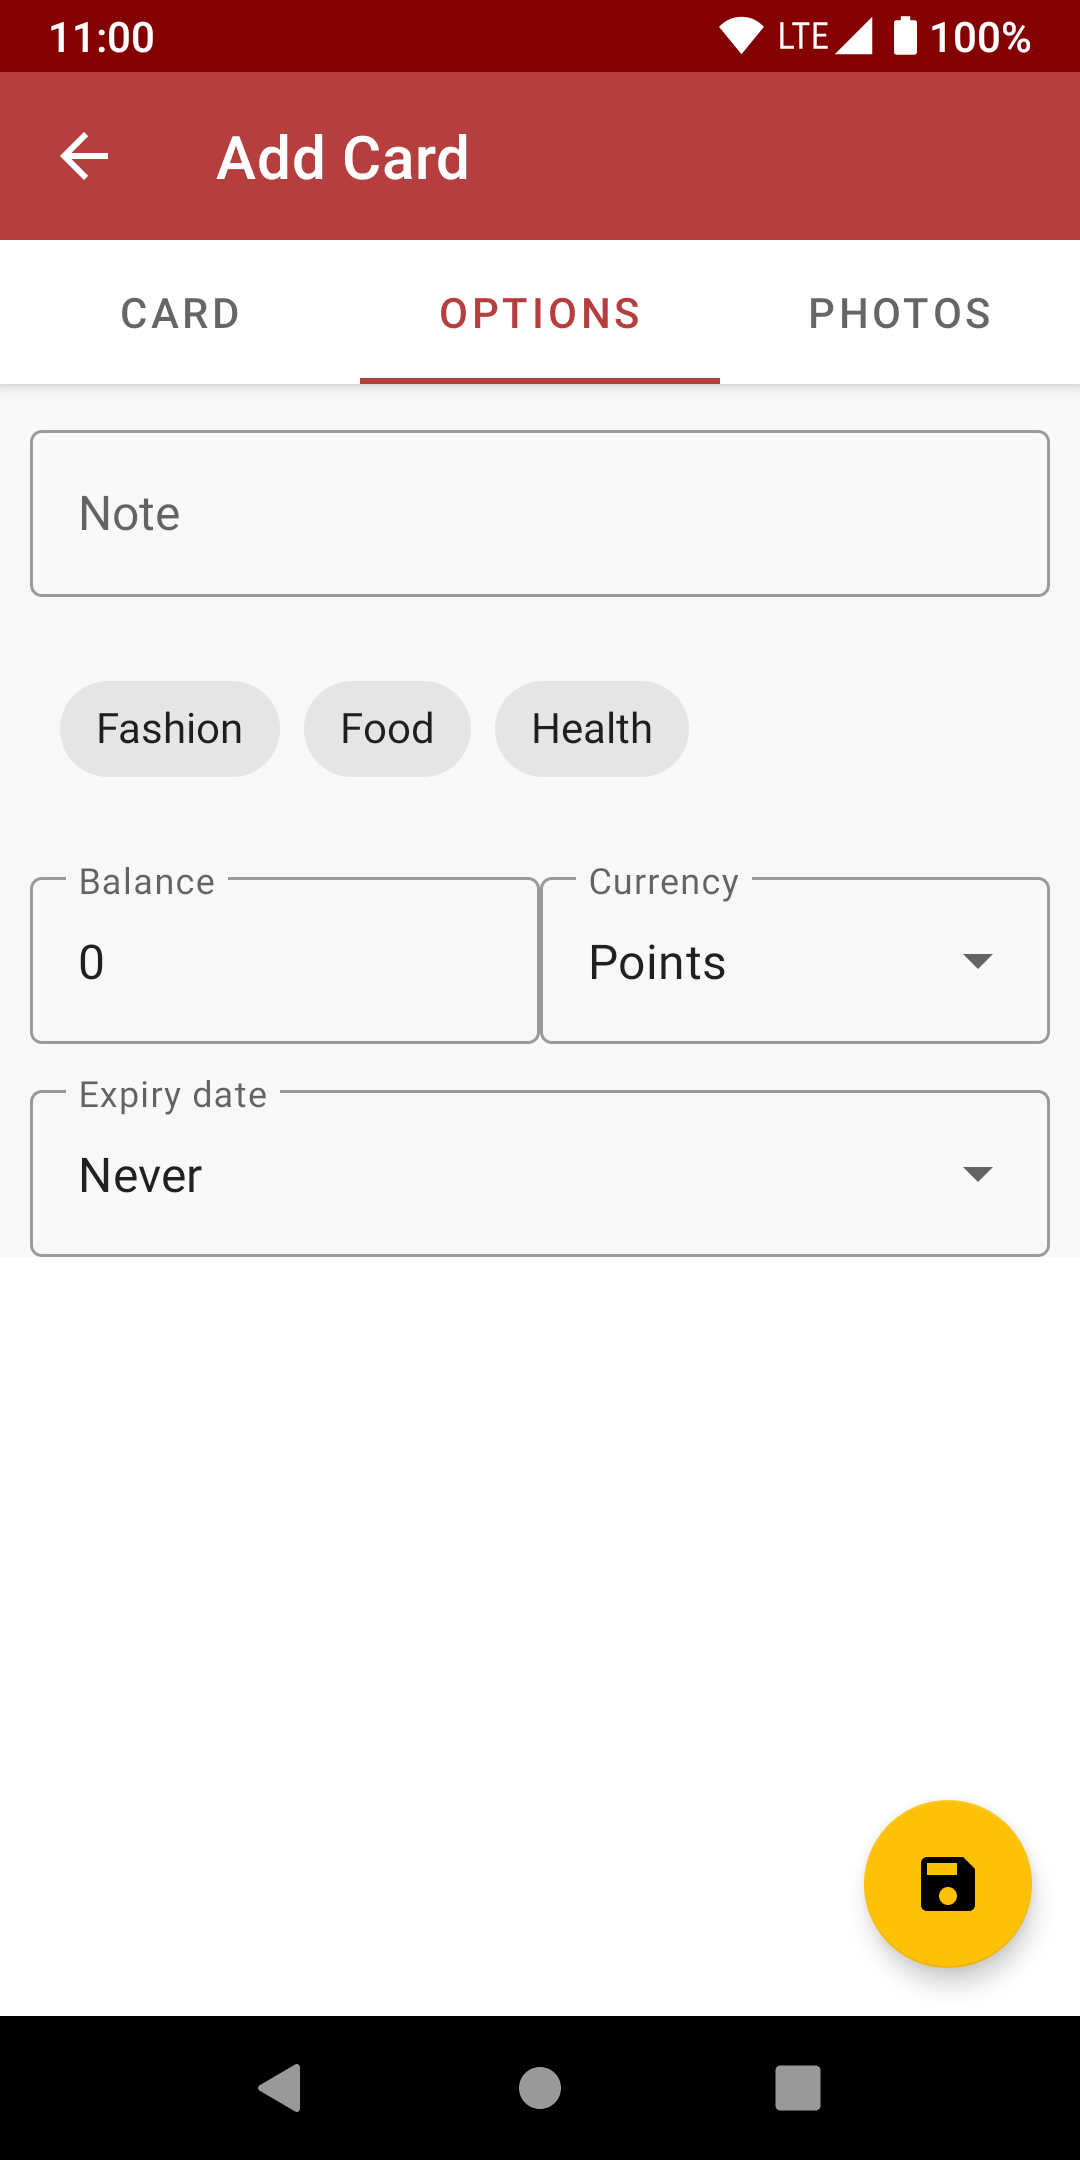 11:00 LTE 100%
Add Card
CARD OPTIONS PHOTOS
Note
Fashion Food Health
Balance Currency
0 Points
Expiry date
Never